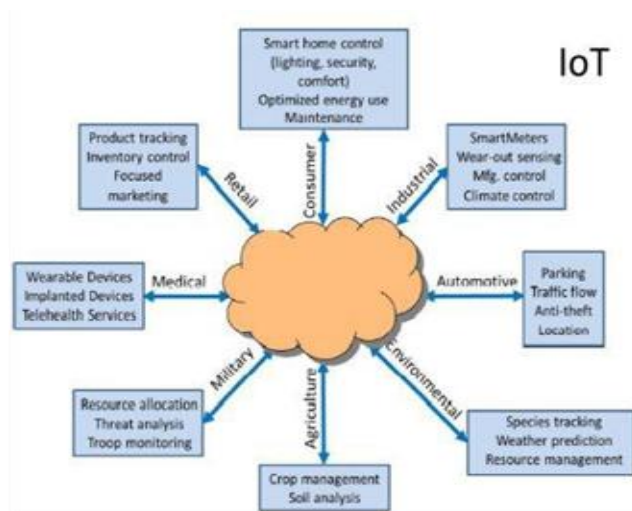 IoT
Smart home control
(lighting, security,
comfort)
Optimized energy use
Maintenance
Consumer
Product tracking
Inventory control
Focused
marketing
Retail
SmartMeters
Wear-out sensing
Mfg. control
Climate control
Industrial
Wearable Devices
Implanted Devices
Telehealth Services
Medical
Parking
Traffic flow
Anti-theft
Location
Automotive
Resource allocation
Threat analysis
Troop monitoring
Military
Crop management
Soil analysis
Agriculture
Species tracking
Weather prediction
Resource management
Environmental